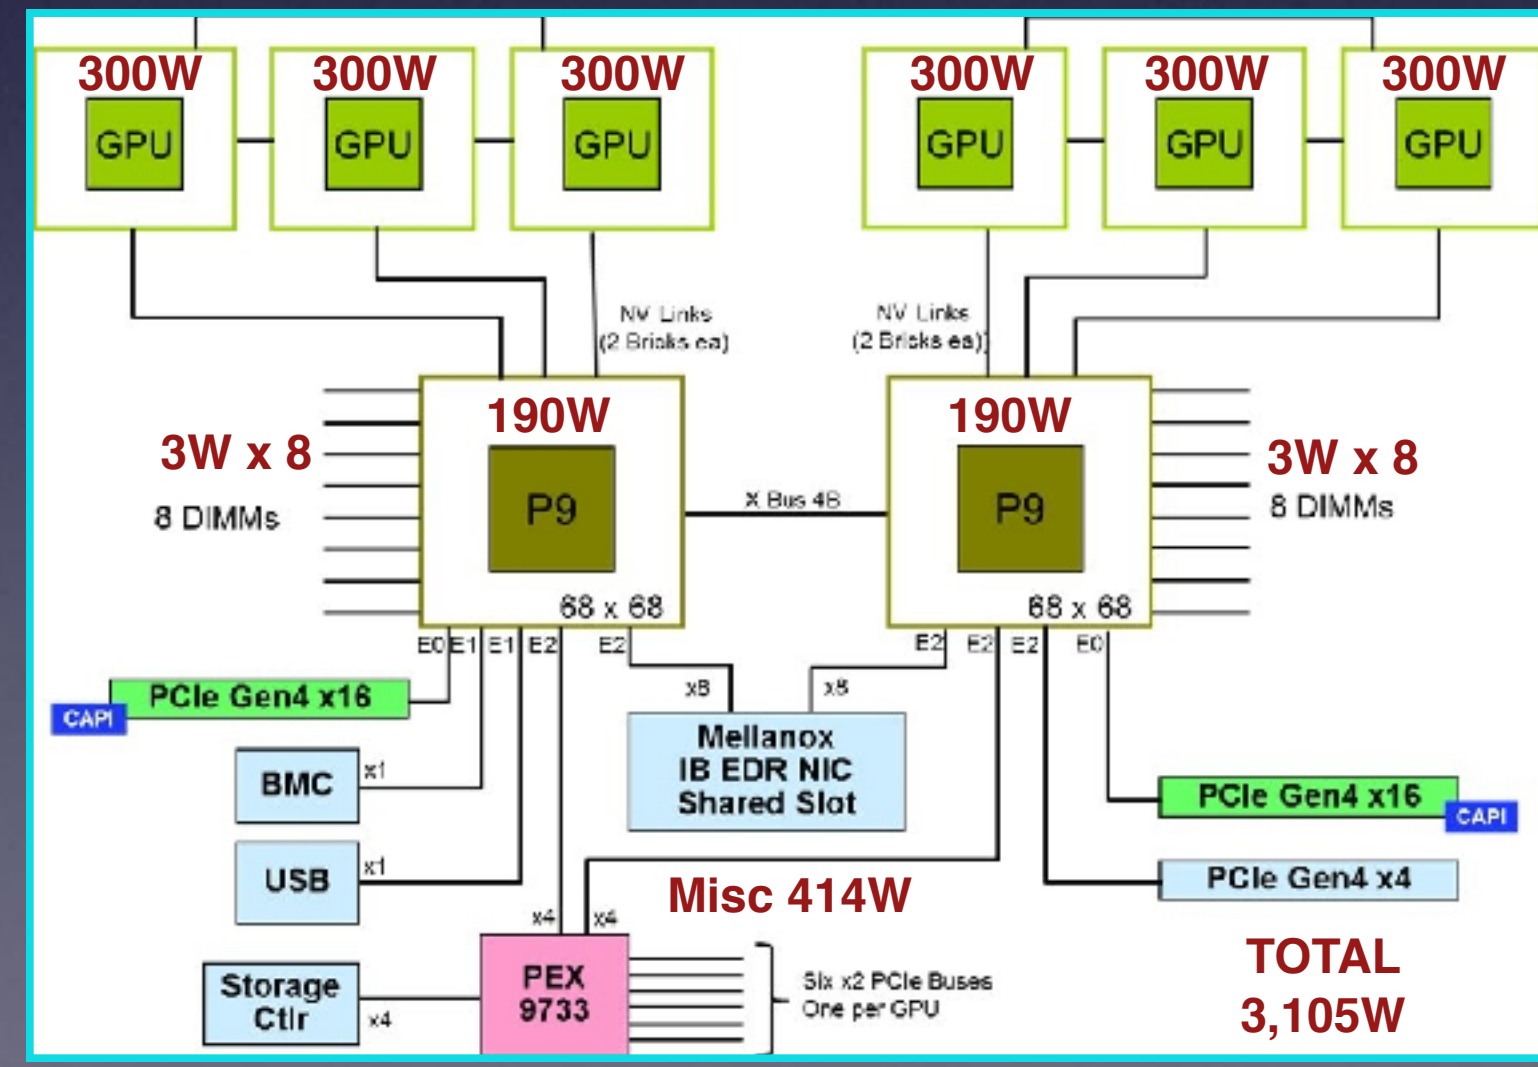 300W 300W 300W 300W 300W 300W
GPU GPU GPU GPU GPU GPU
NV Links
(2 Bricks ea)
NV Links
(2 Bricks ea))
190W 190W
3W x 8
8 DIMMs
P9
X Bus 4B
P9
3W x 8
8 DIMMs
68 x 68 68 x 68
E0 E1 E1 E2 E2 E2 E2 E2 E0
PCIe Gen4 x16
CAPI
x8 x8
Mellanox
IB EDR NIC
Shared Slot
BMC x1
PCIe Gen4 x16
CAPI
USB x1
PCIe Gen4 x4
Misc 414W
x4 x4
Storage
Ctlr
x4
PEX
9733
Six x2 PCIe Buses
One per GPU
TOTAL
3,105W